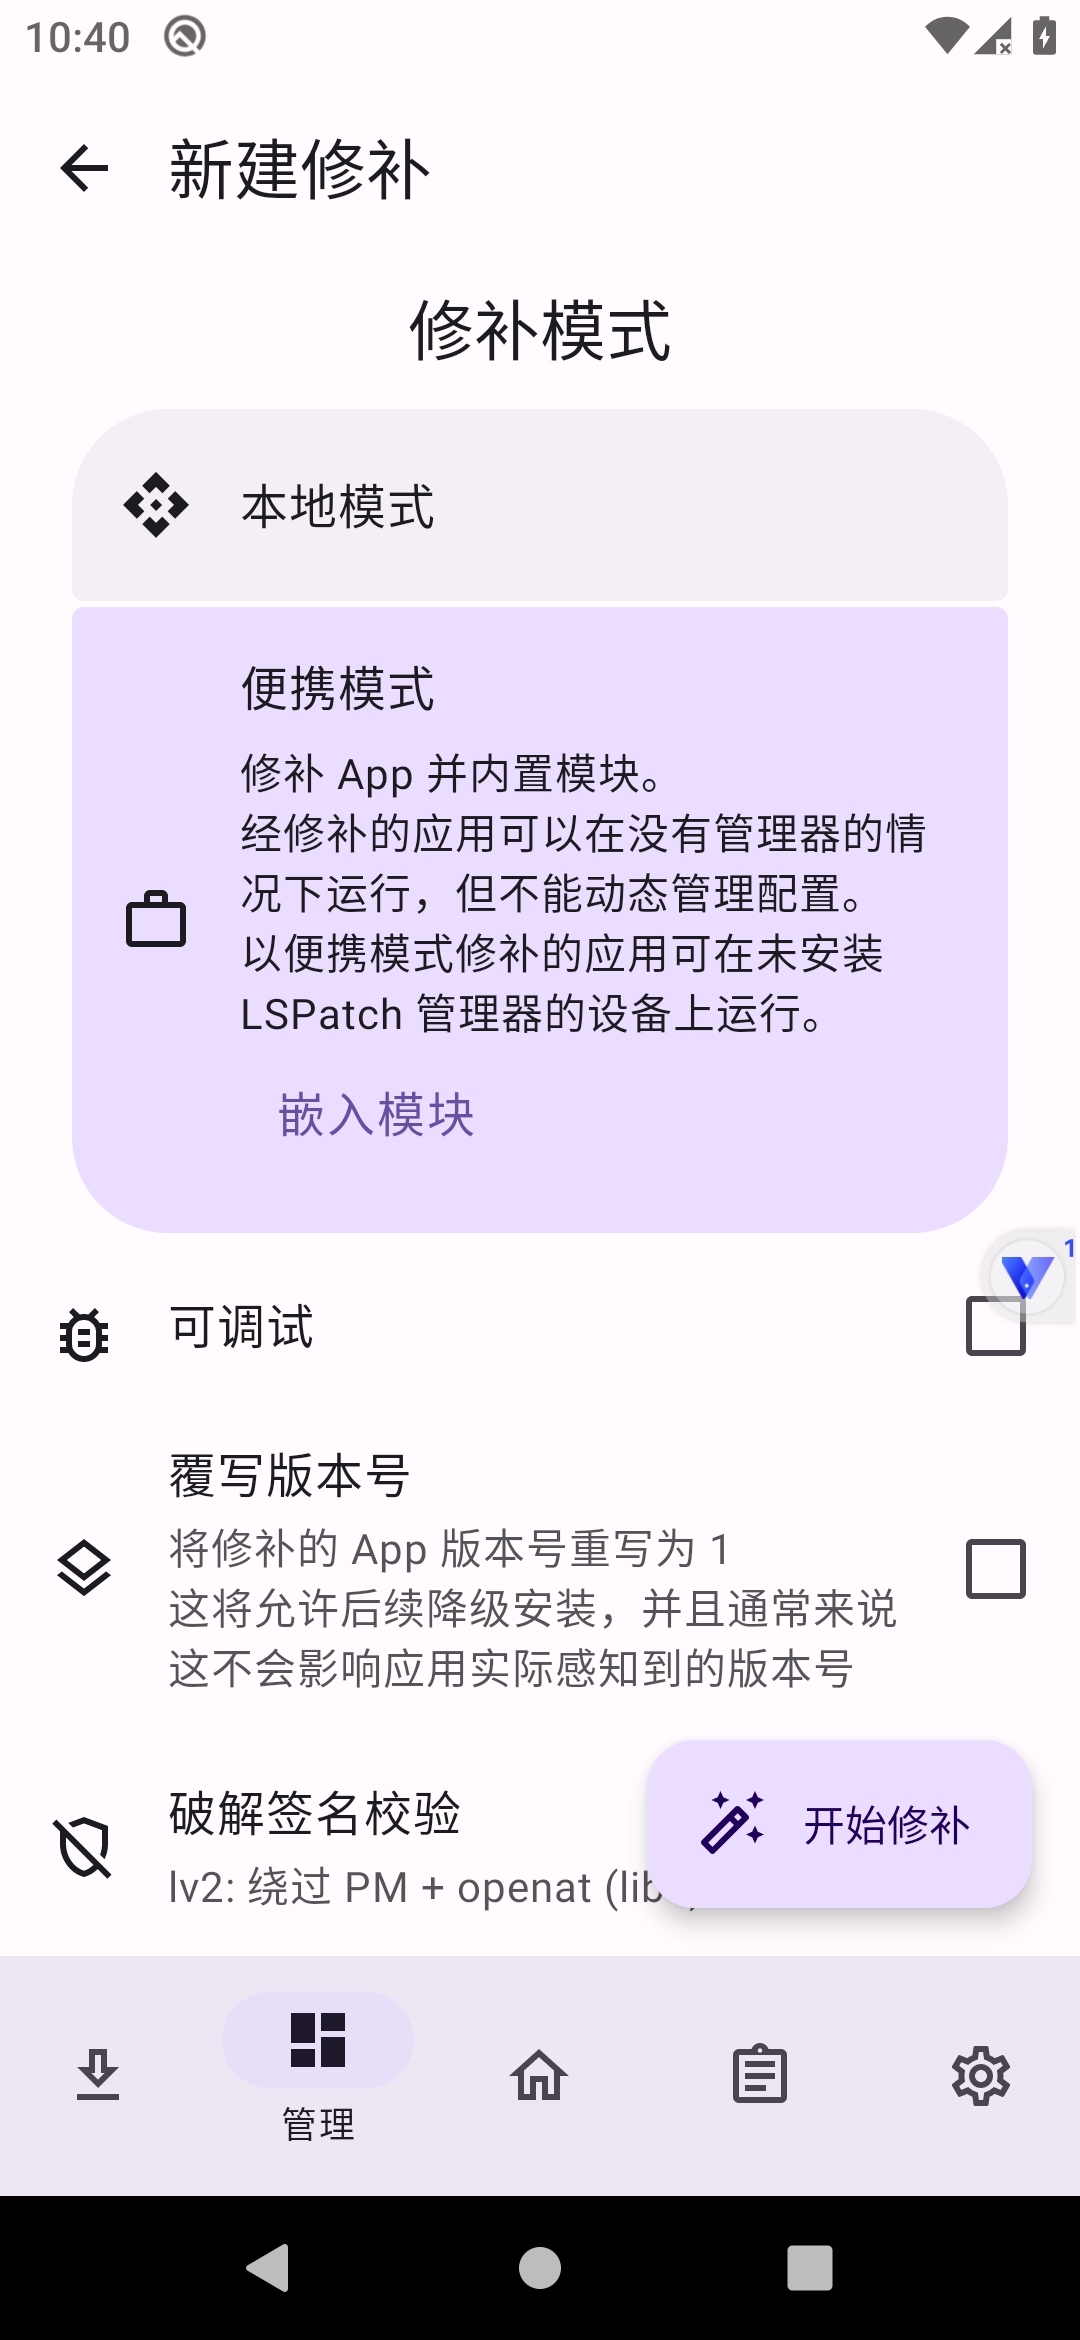 10:40
新建修补
修补模式
本地模式
便携模式
修补 App 并内置模块。
经修补的应用可以在没有管理器的情
况下运行，但不能动态管理配置。
以便携模式修补的应用可在未安装
LSPatch 管理器的设备上运行。
嵌入模块
1
可调试
覆写版本号
将修补的 App 版本号重写为 1
这将允许后续降级安装，并且通常来说
这不会影响应用实际感知到的版本号
破解签名校验
开始修补
lv2: 绕过 PM + openat (lib
管理